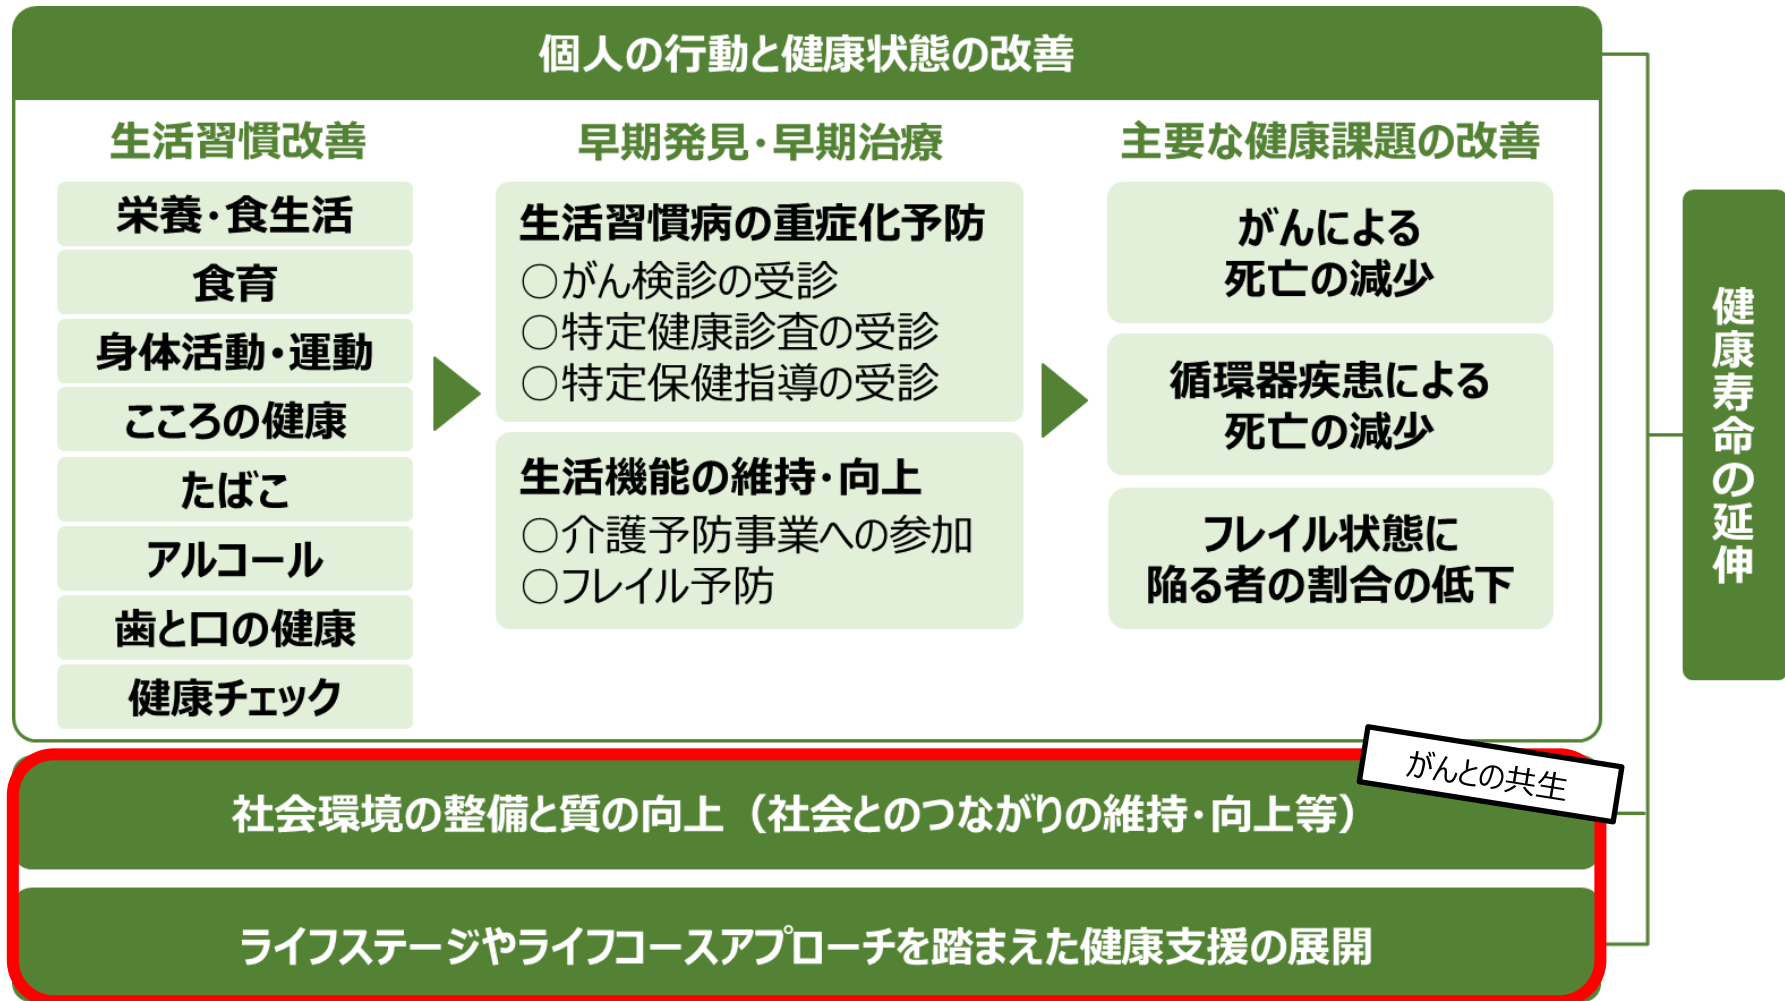 個人の行動と健康状態の改善
生活習慣改善
栄養・食生活
食育
身体活動・運動
こころの健康
たばこ
アルコール
歯と口の健康
健康チェック
早期発見・早期治療
生活習慣病の重症化予防
○がん検診の受診
○特定健康診査の受診
○特定保健指導の受診
生活機能の維持・向上
○介護予防事業への参加
○フレイル予防
主要な健康課題の改善
がんによる
死亡の減少
循環器疾患による
死亡の減少
フレイル状態に
陥る者の割合の低下
健康寿命の延伸
がんとの共生
社会環境の整備と質の向上（社会とのつながりの維持・向上等）
ライフステージやライフコースアプローチを踏まえた健康支援の展開